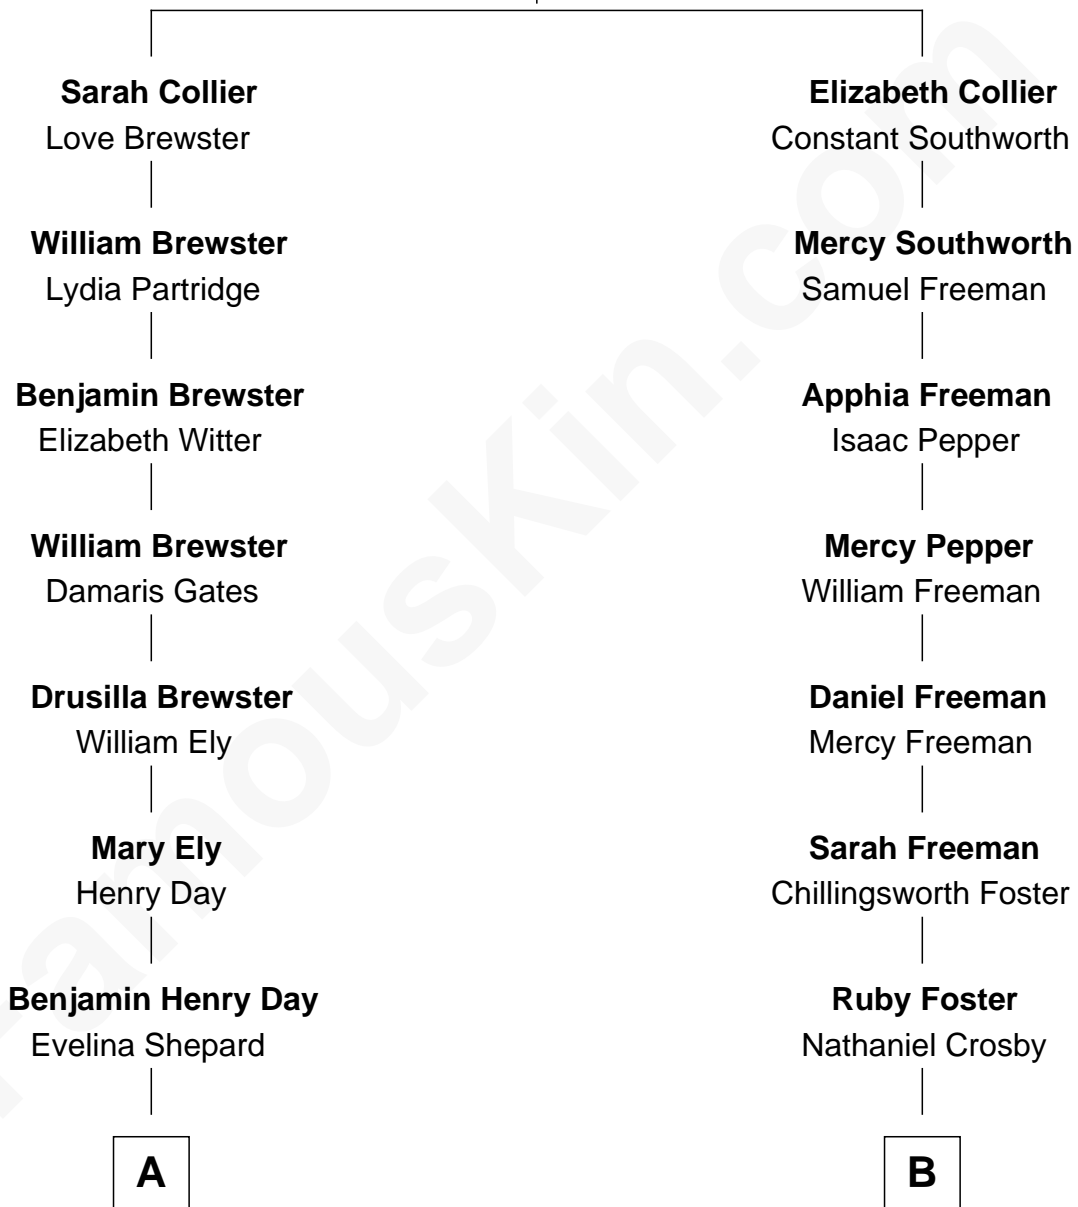 Sarah Collier
Love Brewster
William Brewster
Lydia Partridge
Benjamin Brewster
Elizabeth Witter
William Brewster
Damaris Gates
Drusilla Brewster
William Ely
Mary Ely
Henry Day
Benjamin Henry Day
Evelina Shepard
A
Elizabeth Collier
Constant Southworth
Mercy Southworth
Samuel Freeman
Apphia Freeman
Isaac Pepper
Mercy Pepper
William Freeman
Daniel Freeman
Mercy Freeman
Sarah Freeman
Chillingsworth Foster
Ruby Foster
Nathaniel Crosby
B
FamousKin.com